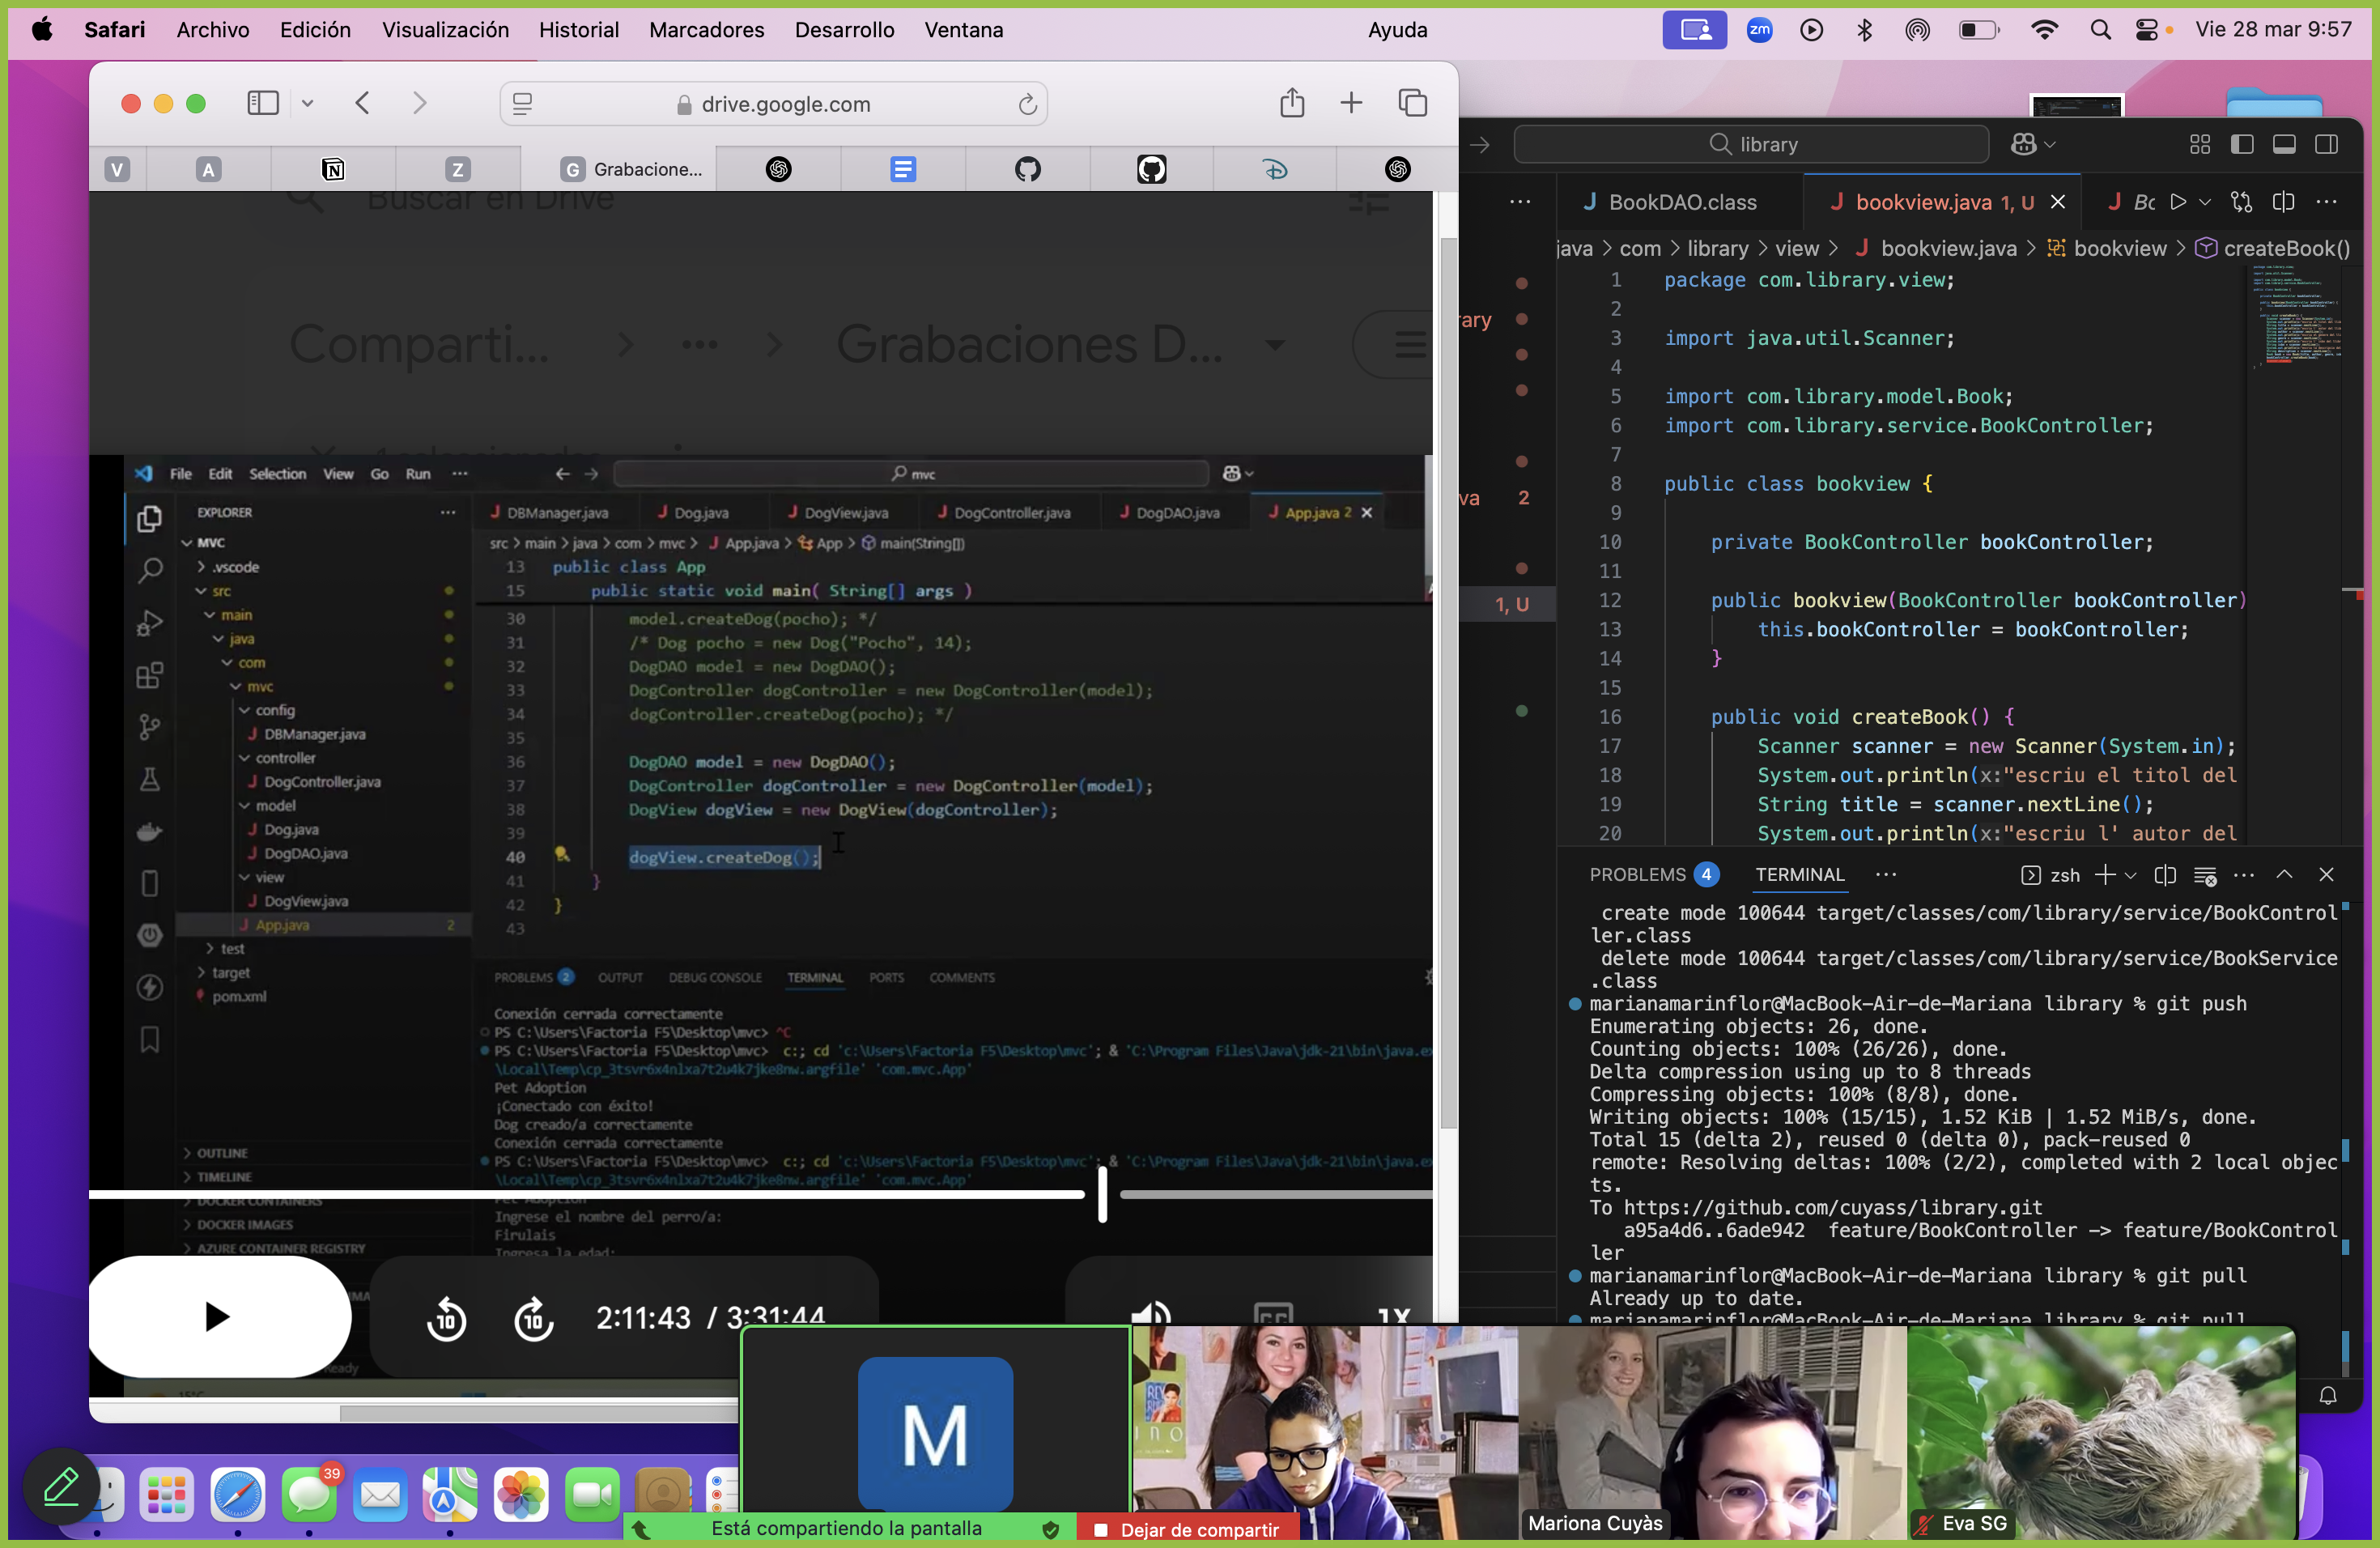 Safari Archivo Edición Visualización Historial Marcadores Desarrollo Ventana Ayuda zm Vie 28 mar 9:57
drive.google.com
V A Z G Grabacione...
Buscar en Drive
Comparti... > ... > Grabaciones D...
File Edit Selection View Go Run ... mvc
EXPLORER
MVC
.vscode
src
main
java
com
mvc
config
DBManager.java
controller
DogController.java
model
Dog.java
DogDAO.java
view
DogView.java
App.java 2
test
target
pom.xml
OUTLINE
TIMELINE
DOCKER CONTAINERS
DOCKER IMAGES
AZURE CONTAINER REGISTRY
DBManager.java Dog.java DogView.java DogController.java DogDAO.java App.java 2
src > main > java > com > mvc > App.java > App > main(String[])
13 public class App
15 public static void main( String[] args )
30 model.createDog(pocho); */
31 /* Dog pocho = new Dog("Pocho", 14);
32 DogDAO model = new DogDAO();
33 DogController dogController = new DogController(model);
34 dogController.createDog(pocho); */
35
36 DogDAO model = new DogDAO();
37 DogController dogController = new DogController(model);
38 DogView dogView = new DogView(dogController);
39
40 dogView.createDog();
41 }
42 }
43
PROBLEMS 2 OUTPUT DEBUG CONSOLE TERMINAL PORTS COMMENTS
Conexión cerrada correctamente
PS C:\Users\Factoria F5\Desktop\mvc> ^C
PS C:\Users\Factoria F5\Desktop\mvc> c:; cd 'c:\Users\Factoria F5\Desktop\mvc'; & 'C:\Program Files\Java\jdk-21\bin\java.ex
\Local\Temp\cp_3tsvr6x4nlxa7t2u4k7jke8nw.argfile' 'com.mvc.App'
Pet Adoption
¡Conectado con éxito!
Dog creado/a correctamente
Conexión cerrada correctamente
PS C:\Users\Factoria F5\Desktop\mvc> c:; cd 'c:\Users\Factoria F5\Desktop\mvc'; & 'C:\Program Files\Java\jdk-21\bin\java.ex
\Local\Temp\cp_3tsvr6x4nlxa7t2u4k7jke8nw.argfile' 'com.mvc.App'
Pet Adoption
Ingrese el nombre del perro/a:
Firulais
Ingresa la edad:
10 10 2:11:43 / 3:31:44 1X
library
BookDAO.class bookview.java 1, U
java > com > library > view > bookview.java > bookview > createBook()
rary
va 2
1, U
1 package com.library.view;
2
3 import java.util.Scanner;
4
5 import com.library.model.Book;
6 import com.library.service.BookController;
7
8 public class bookview {
9
10 private BookController bookController;
11
12 public bookview(BookController bookController)
13 this.bookController = bookController;
14 }
15
16 public void createBook() {
17 Scanner scanner = new Scanner(System.in);
18 System.out.println(x:"escriu el titol del
19 String title = scanner.nextLine();
20 System.out.println(x:"escriu l' autor del
PROBLEMS 4 TERMINAL ... zsh
create mode 100644 target/classes/com/library/service/BookControl
ler.class
delete mode 100644 target/classes/com/library/service/BookService
.class
marianamarinflor@MacBook-Air-de-Mariana library % git push
Enumerating objects: 26, done.
Counting objects: 100% (26/26), done.
Delta compression using up to 8 threads
Compressing objects: 100% (8/8), done.
Writing objects: 100% (15/15), 1.52 KiB | 1.52 MiB/s, done.
Total 15 (delta 2), reused 0 (delta 0), pack-reused 0
remote: Resolving deltas: 100% (2/2), completed with 2 local objec
ts.
To https://github.com/cuyass/library.git
a95a4d6..6ade942 feature/BookController -> feature/BookControl
ler
marianamarinflor@MacBook-Air-de-Mariana library % git pull
Already up to date.
marianamarinflor@MacBook-Air-de-Mariana library % git pull
M
Mariona Cuyàs
Eva SG
39
Está compartiendo la pantalla
Dejar de compartir